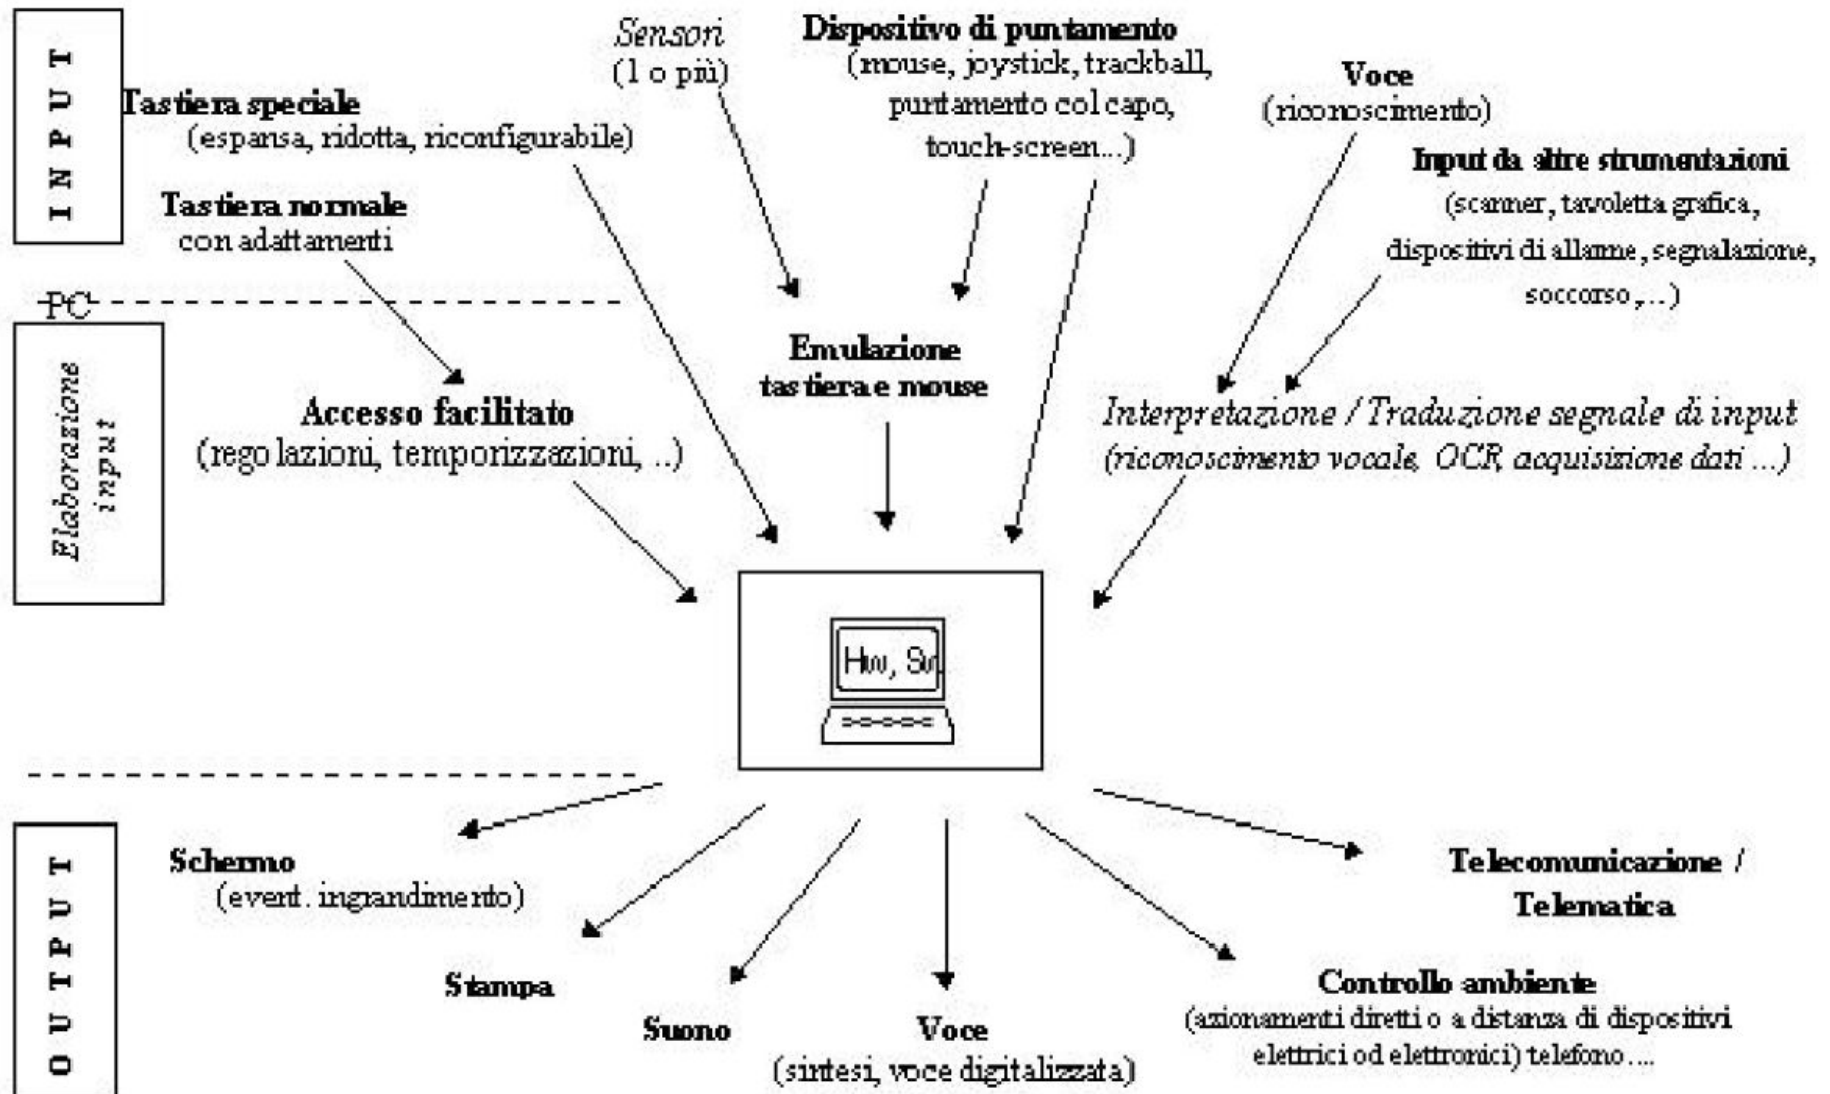 INPUT
Sensori
(1 o più)
Dispositivo di puntamento
(mouse, joystick, trackball,
puntamento col capo,
touch-screen...)
Voce
(riconoscimento)
Tastiera speciale
(espansa, ridotta, riconfigurabile)
Input da altre strumentazioni
(scanner, tavoletta grafica,
dispositivi di allarme, segnalazione,
soccorso,..)
Tastiera normale
con adattamenti
PC
Elaborazione
input
Emulazione
tastiera e mouse
Accesso facilitato
(regolazioni, temporizzazioni, ..)
Interpretazione / Traduzione segnale di input
(riconoscimento vocale, OCR, acquisizione dati ...)
Hw, Sw
OUTPUT
Schermo
(event. ingrandimento)
Stampa
Suono
Voce
(sintesi, voce digitalizzata)
Telecomunicazione /
Telematica
Controllo ambiente
(azionamenti diretti o a distanza di dispositivi
elettrici od elettronici) telefono....